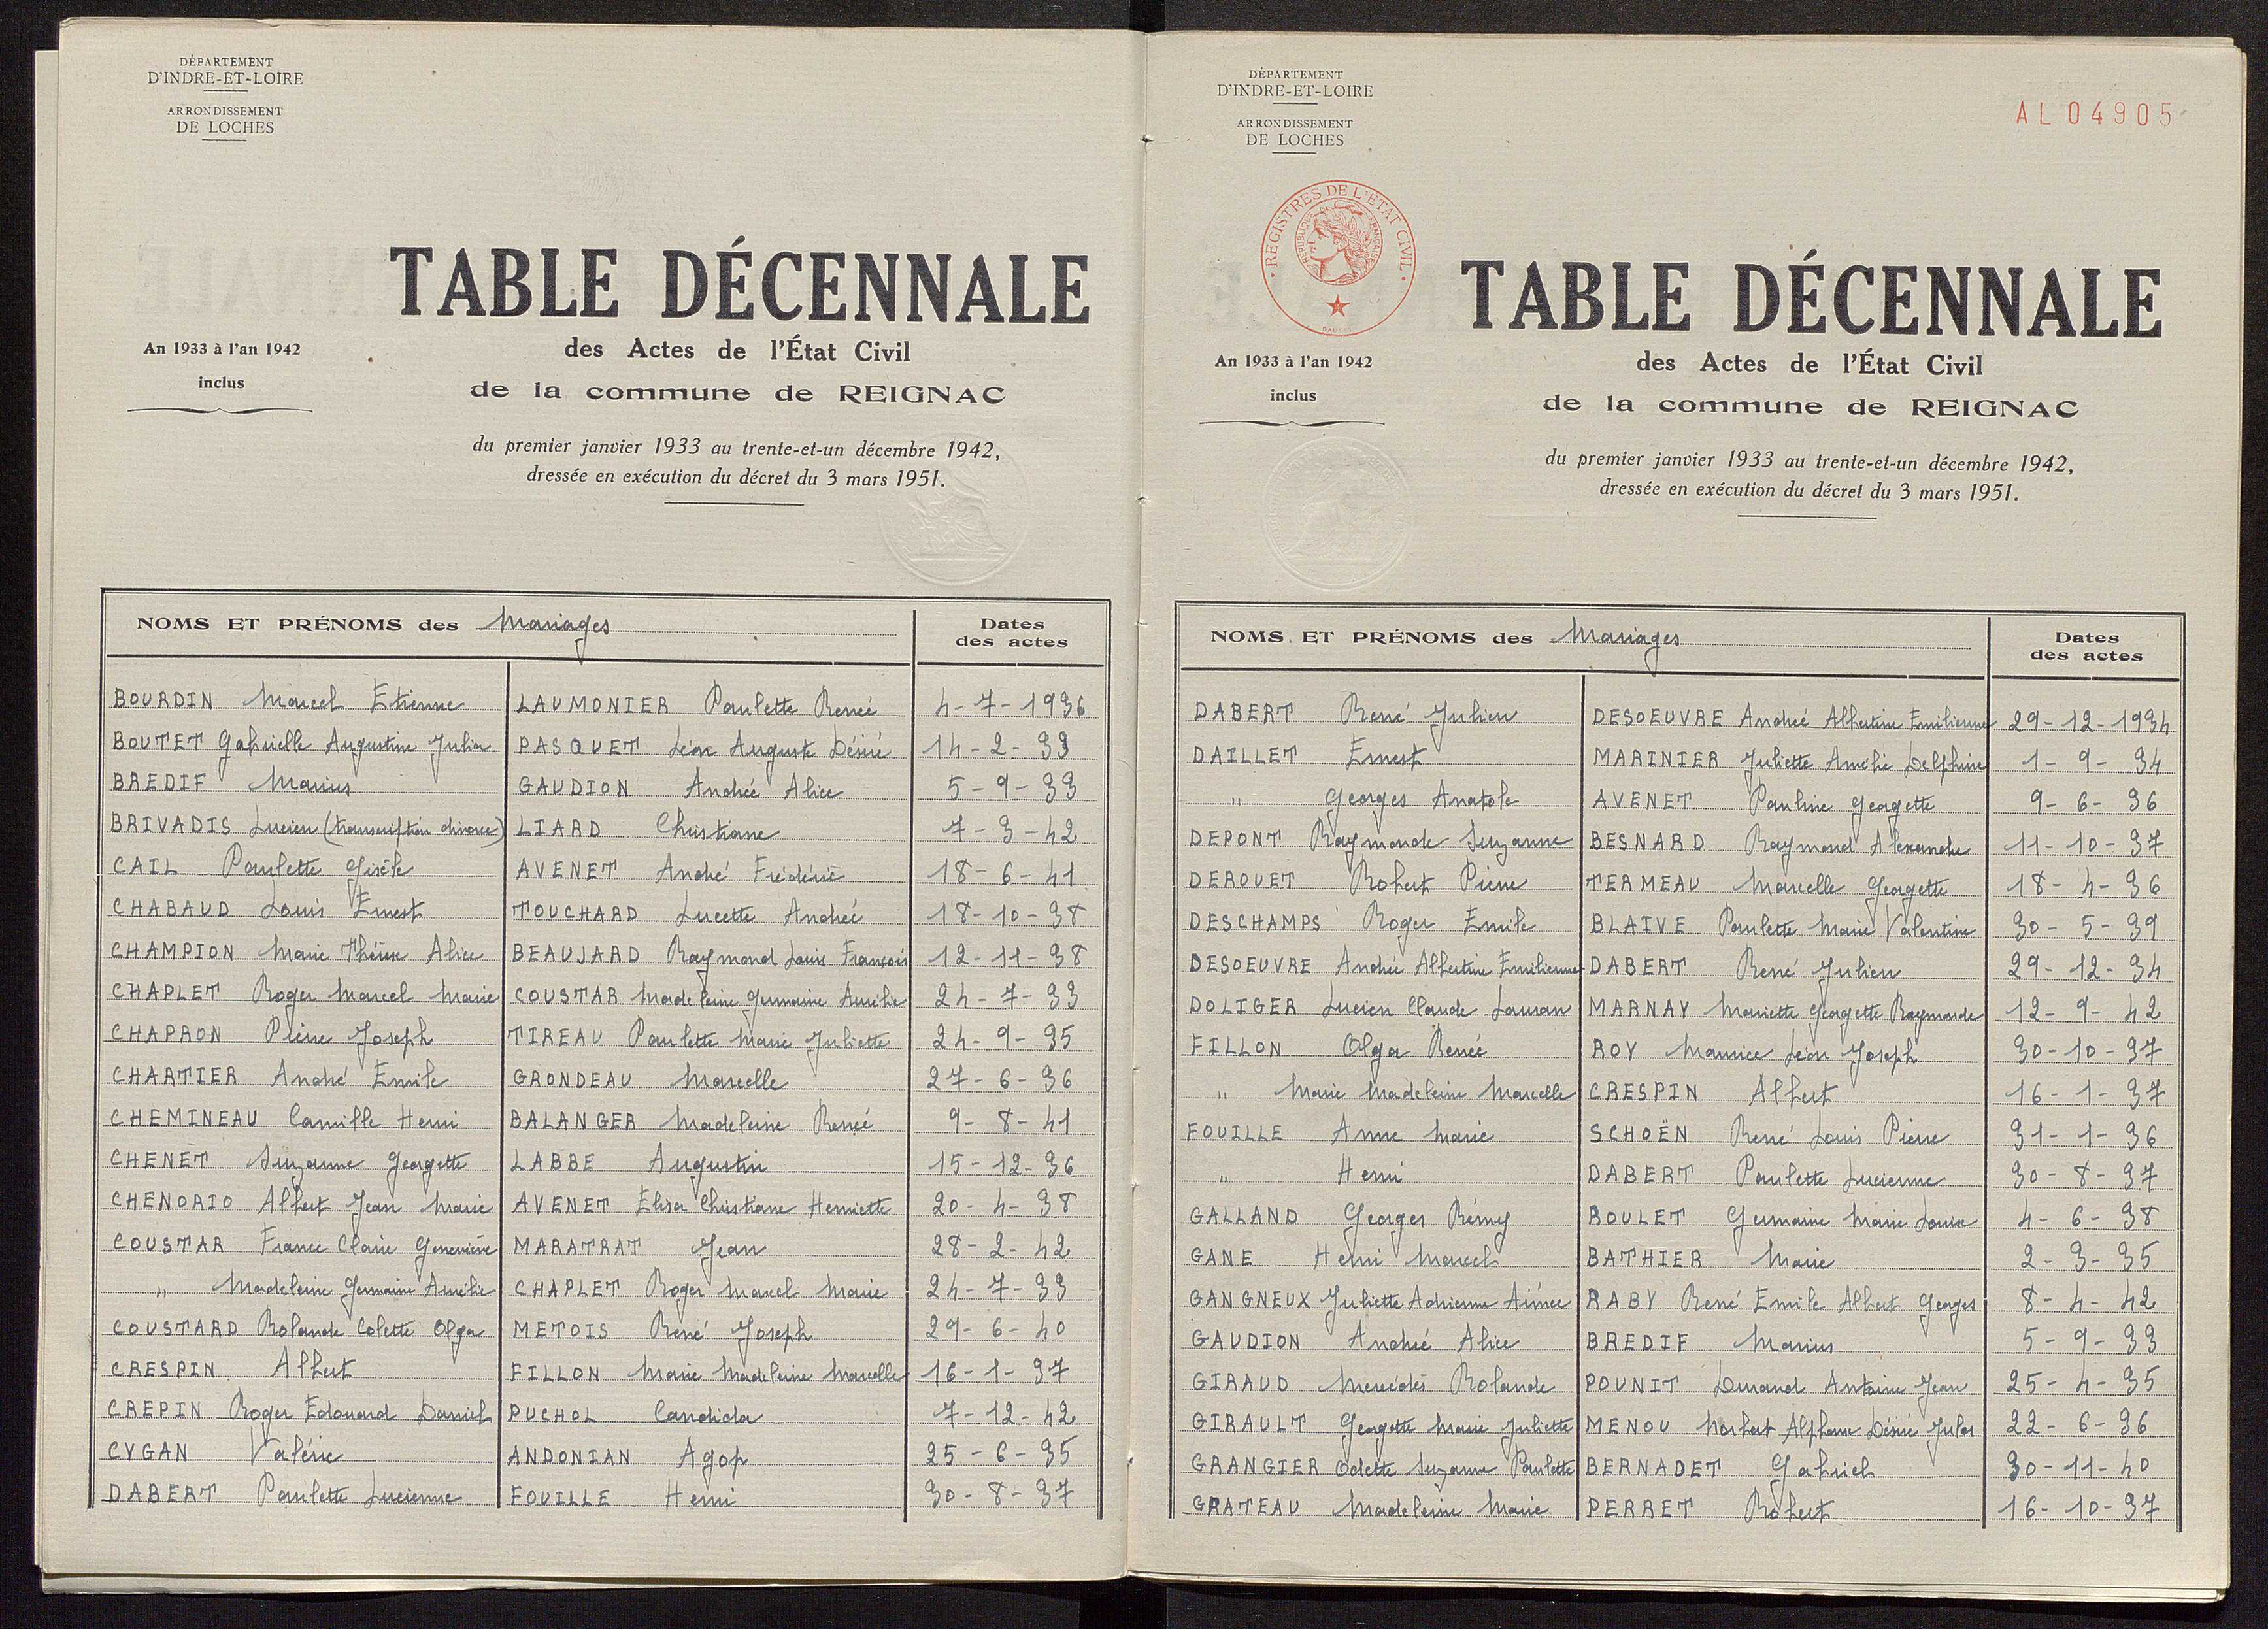 DÉPARTEMENT
D'INDRE-ET-LOIRE
ARRONDISSEMENT
DE LOCHES
TABLE DÉCENNALE
An 1933 à l'an 1942
inclus
des Actes de l'État Civil
de la commune de REIGNAC
du premier janvier 1933 au trente-et-un décembre 1942,
dressée en exécution du décret du 3 mars 1951.
NOMS ET PRÉNOMS des Mariages Dates des actes
BOURDIN Marcel Etienne LAUMONIER Paulette Renée 4-7-1936
BOUTET Gabrielle Augustine Julia PASQUET Léon Auguste Désiré 14-2-33
BREDIF Marius GAUDION Andrée Alice 5-9-33
BRIVADIS Lucien (transcription divorce) LIARD Christiane 7-3-42
CAIL Paulette Gisèle AVENET André Frédéric 18-6-41
CHABAUD Louis Ernest TOUCHARD Lucette Andrée 18-10-38
CHAMPION Marie Thérèse Alice BEAUJARD Raymond Louis François 12-11-38
CHAPLET Roger Marcel Marie COUSTAR Madeleine Germaine Aurélie 24-7-33
CHAPRON Pierre Joseph TIREAU Paulette Marie Juliette 24-9-35
CHARTIER André Emile GRONDEAU Marcelle 27-6-36
CHEMINEAU Camille Henri BALANGER Madeleine Renée 9-8-41
CHENET Suzanne Georgette LABBE Augustin 15-12-36
CHENORIO Albert Jean Marie AVENET Elisa Christiane Henriette 20-4-38
COUSTAR France Claire Geneviève MARATRAT Jean 28-2-42
" Madeleine Germaine Aurélie CHAPLET Roger Marcel Marie 24-7-33
COUSTARD Rolande Colette Olga METOIS René Joseph 29-6-40
CRESPIN Albert FILLON Marie Madeleine Marcelle 16-1-37
CREPIN Roger Edouard Daniel PUCHOL Candida 7-12-42
CYGAN Valérie ANDONIAN Agop 25-6-35
DABERT Paulette Lucienne FOUILLE Henri 30-8-37
DÉPARTEMENT
D'INDRE-ET-LOIRE
ARRONDISSEMENT
DE LOCHES
AL 04905
REGISTRES DE L'ETAT CIVIL
REPUBLIQUE FRANCAISE
TABLE DÉCENNALE
An 1933 à l'an 1942
inclus
des Actes de l'État Civil
de la commune de REIGNAC
du premier janvier 1933 au trente-et-un décembre 1942,
dressée en exécution du décret du 3 mars 1951.
NOMS ET PRÉNOMS des Mariages Dates des actes
DABERT René Julien DESOEUVRE Andrée Albertine Emilienne 29-12-1934
DAILLET Ernest MARINIER Juliette Amélie Delphine 1-9-34
" Georges Anatole AVENET Pauline Georgette 9-6-36
DEPONT Raymonde Suzanne BESNARD Raymond Alexandre 11-10-37
DEROUET Robert Pierre TERMEAU Marcelle Georgette 18-4-36
DESCHAMPS Roger Emile BLAIVE Paulette Marie Valentine 30-5-39
DESOEUVRE Andrée Albertine Emilienne DABERT René Julien 29-12-34
DOLIGER Lucien Claude MARNAY Mariette Georgette Raymonde 12-9-42
FILLON Olga Renée ROY Maurice Léon Joseph 30-10-37
" Marie Madeleine Marcelle CRESPIN Albert 16-1-37
FOUILLE Anne Marie SCHOËN René Louis Pierre 31-1-36
" Henri DABERT Paulette Lucienne 30-8-37
GALLAND Georges Rémy ROULET Germaine Marie Louise 4-6-38
GANE Henri Marcel BATHIER Marie 2-3-35
GANGNEUX Juliette Adrienne Aimée RABY René Emile Albert Georges 8-4-42
GAUDION Andrée Alice BREDIF Marius 5-9-33
GIRAUD Mercédès Rolande POUNIT Durand Antoine Jean 25-4-35
GIRAULT Georgette Marie Juliette MENOU Norbert Alphonse Désiré Jules 22-6-36
GRANGIER Odette Suzanne Paulette BERNADET Gabriel 30-11-40
GRATEAU Madeleine Marie PERRET Robert 16-10-37